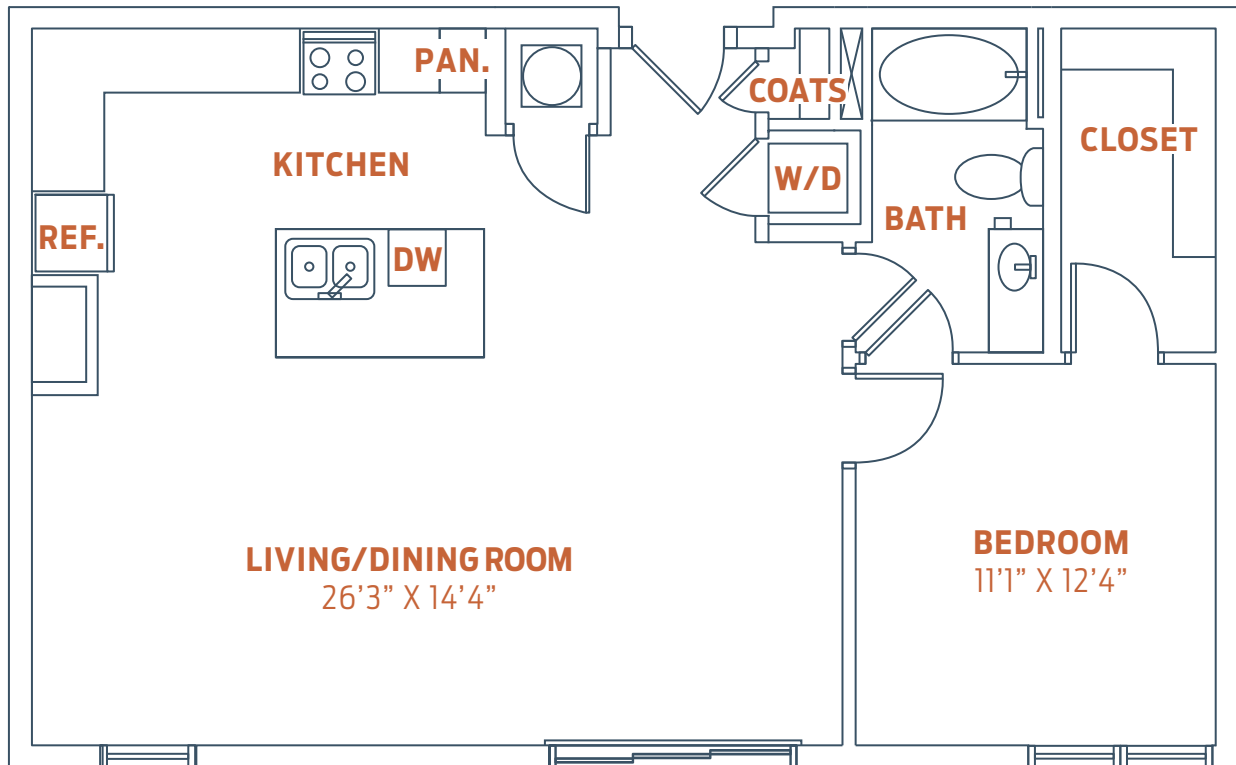 PAN.
COATS
KITCHEN
CLOSET
W/D
REF.
BATH
DW
LIVING/DINING ROOM
26’3” X 14’4”
BEDROOM
11’1” X 12’4”